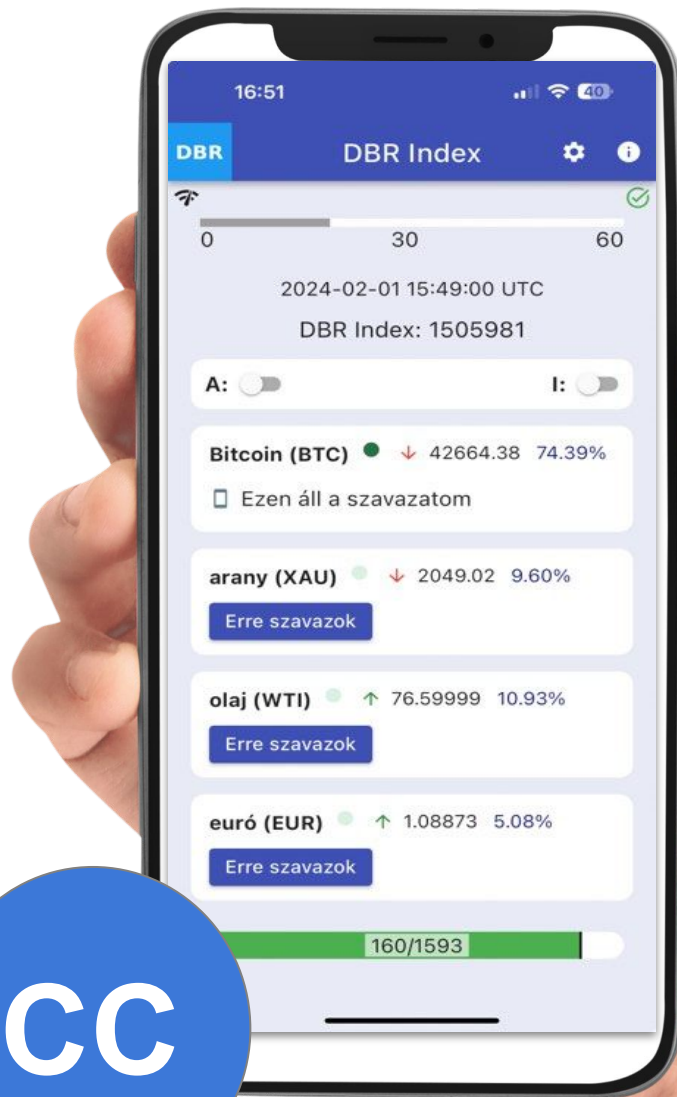 16:51
40
DBR
DBR Index
0 30 60
2024-02-01 15:49:00 UTC
DBR Index: 1505981
A: I:
Bitcoin (BTC) ↓ 42664.38 74.39%
Ezen áll a szavazatom
arany (XAU) ↓ 2049.02 9.60%
Erre szavazok
olaj (WTI) ↑ 76.59999 10.93%
Erre szavazok
euró (EUR) ↑ 1.08873 5.08%
Erre szavazok
160/1593
CC